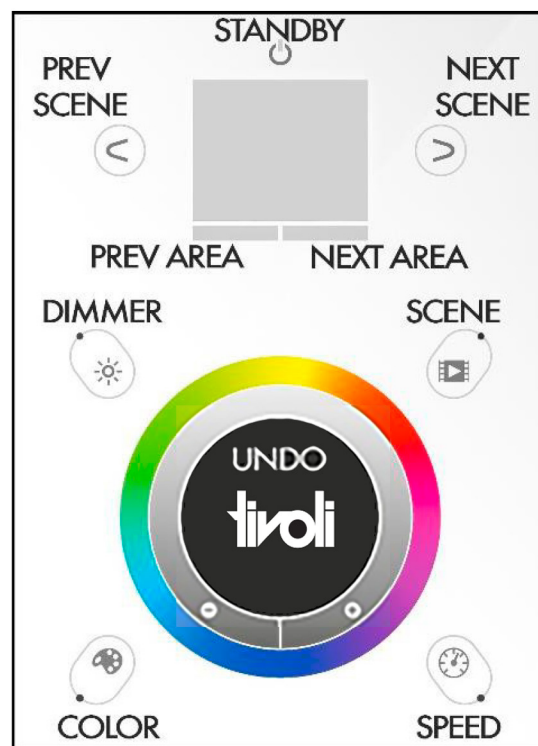 STANDBY
PREV
SCENE
NEXT
SCENE
PREV AREA
NEXT AREA
DIMMER
SCENE
UNDO
tivoli
COLOR
SPEED